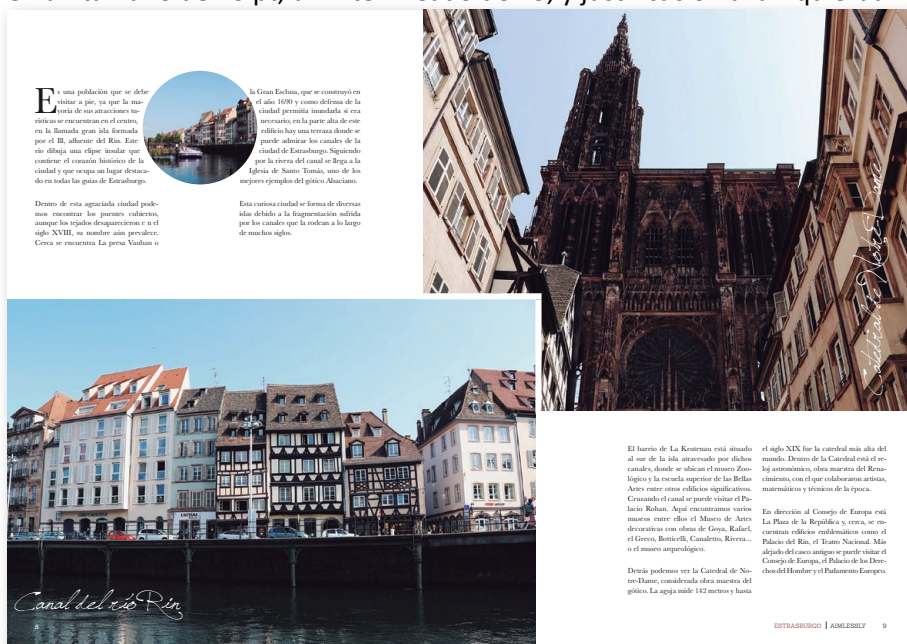 Es una población que se debe
visitar a pie, ya que la ma-
yoría de sus atracciones tu-
rísticas se encuentran en el centro,
en la llamada gran isla formada
por el Ill, afluente del Rin. Este
río dibuja una elipse insular que
contiene el corazón histórico de la
ciudad y que ocupa un lugar destaca-
do en todas las guías de Estrasburgo.
Dentro de esta agraciada ciudad pode-
mos encontrar los puentes cubiertos,
aunque los tejados desaparecieron e n el
siglo XVIII, su nombre aún prevalece.
Cerca se encuentra La presa Vauban o
la Gran Esclusa, que se construyó en
el año 1690 y como defensa de la
ciudad permitía inundarla si era
necesario; en la parte alta de este
edificio hay una terraza donde se
puede admirar los canales de la
ciudad de Estrasburgo. Siguiendo
por la rivera del canal se llega a la
Iglesia de Santo Tomás, uno de los
mejores ejemplos del gótico Alsaciano.
Esta curiosa ciudad se forma de diversas
islas debido a la fragmentación sufrida
por los canales que la rodean a lo largo
de muchos siglos.
Catedral de Notre Dame
Canal del río Rin
8
El barrio de La Krutenau está situado
al sur de la isla atravesado por dichos
canales, donde se ubican el museo Zoo-
lógico y la escuela superior de las Bellas
Artes entre otros edificios significativos.
Cruzando el canal se puede visitar el Pa-
lacio Rohan. Aquí encontramos varios
museos entre ellos el Museo de Artes
decorativas con obras de Goya, Rafael,
el Greco, Botticelli, Canaletto, Rivera...
o el museo arqueológico.
Detrás podemos ver la Catedral de No-
tre-Dame, considerada obra maestra del
gótico. La aguja mide 142 metros y hasta
el siglo XIX fue la catedral más alta del
mundo. Dentro de la Catedral está el re-
loj astronómico, obra maestra del Rena-
cimiento, con el que colaboraron artistas,
matemáticos y técnicos de la época.
En dirección al Consejo de Europa está
La Plaza de la República y, cerca, se en-
cuentran edificios emblemáticos como el
Palacio del Rin, el Teatro Nacional. Más
alejado del casco antiguo se puede visitar el
Consejo de Europa, el Palacio de los Dere-
chos del Hombre y el Parlamento Europeo.
ESTRASBURGO | AIMLESSLY 9